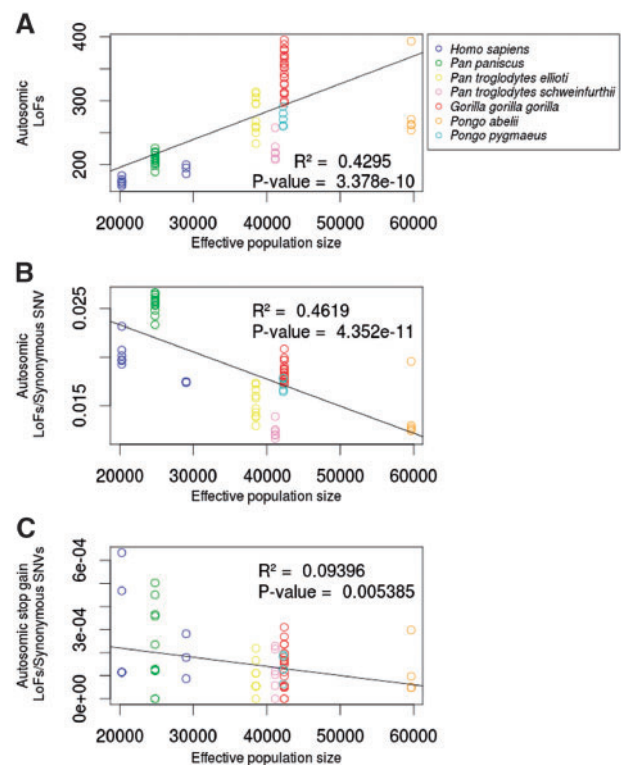 A
Autosomic
LoFs
400
300
200
R² = 0.4295
P-value = 3.378e-10
20000 30000 40000 50000 60000
Effective population size
Homo sapiens
Pan paniscus
Pan troglodytes ellioti
Pan troglodytes schweinfurthii
Gorilla gorilla gorilla
Pongo abelii
Pongo pygmaeus
B
Autosomic
LoFs/Synonymous SNV
0.025
0.015
R² = 0.4619
P-value = 4.352e-11
20000 30000 40000 50000 60000
Effective population size
C
Autosomic stop gain
LoFs/Synonymous SNVs
6e-04
3e-04
0e+00
R² = 0.09396
P-value = 0.005385
20000 30000 40000 50000 60000
Effective population size